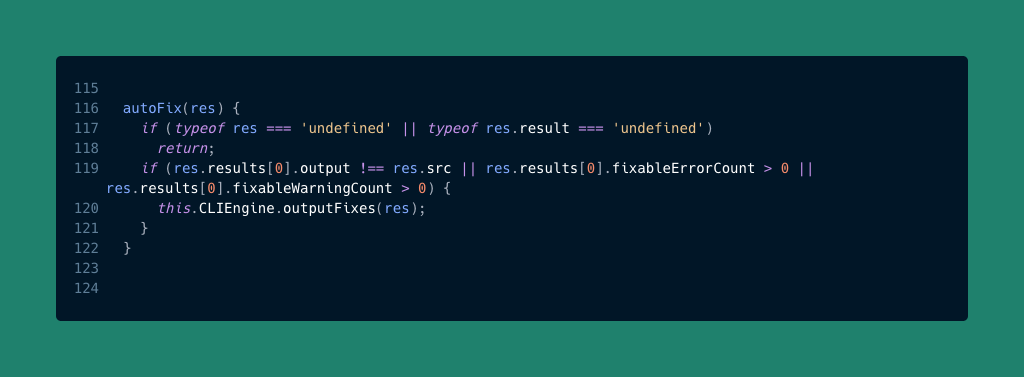 115
116   autoFix(res) {
117     if (typeof res === 'undefined' || typeof res.result === 'undefined')
118       return;
119     if (res.results[0].output !== res.src || res.results[0].fixableErrorCount > 0 ||
res.results[0].fixableWarningCount > 0) {
120       this.CLIEngine.outputFixes(res);
121     }
122   }
123
124